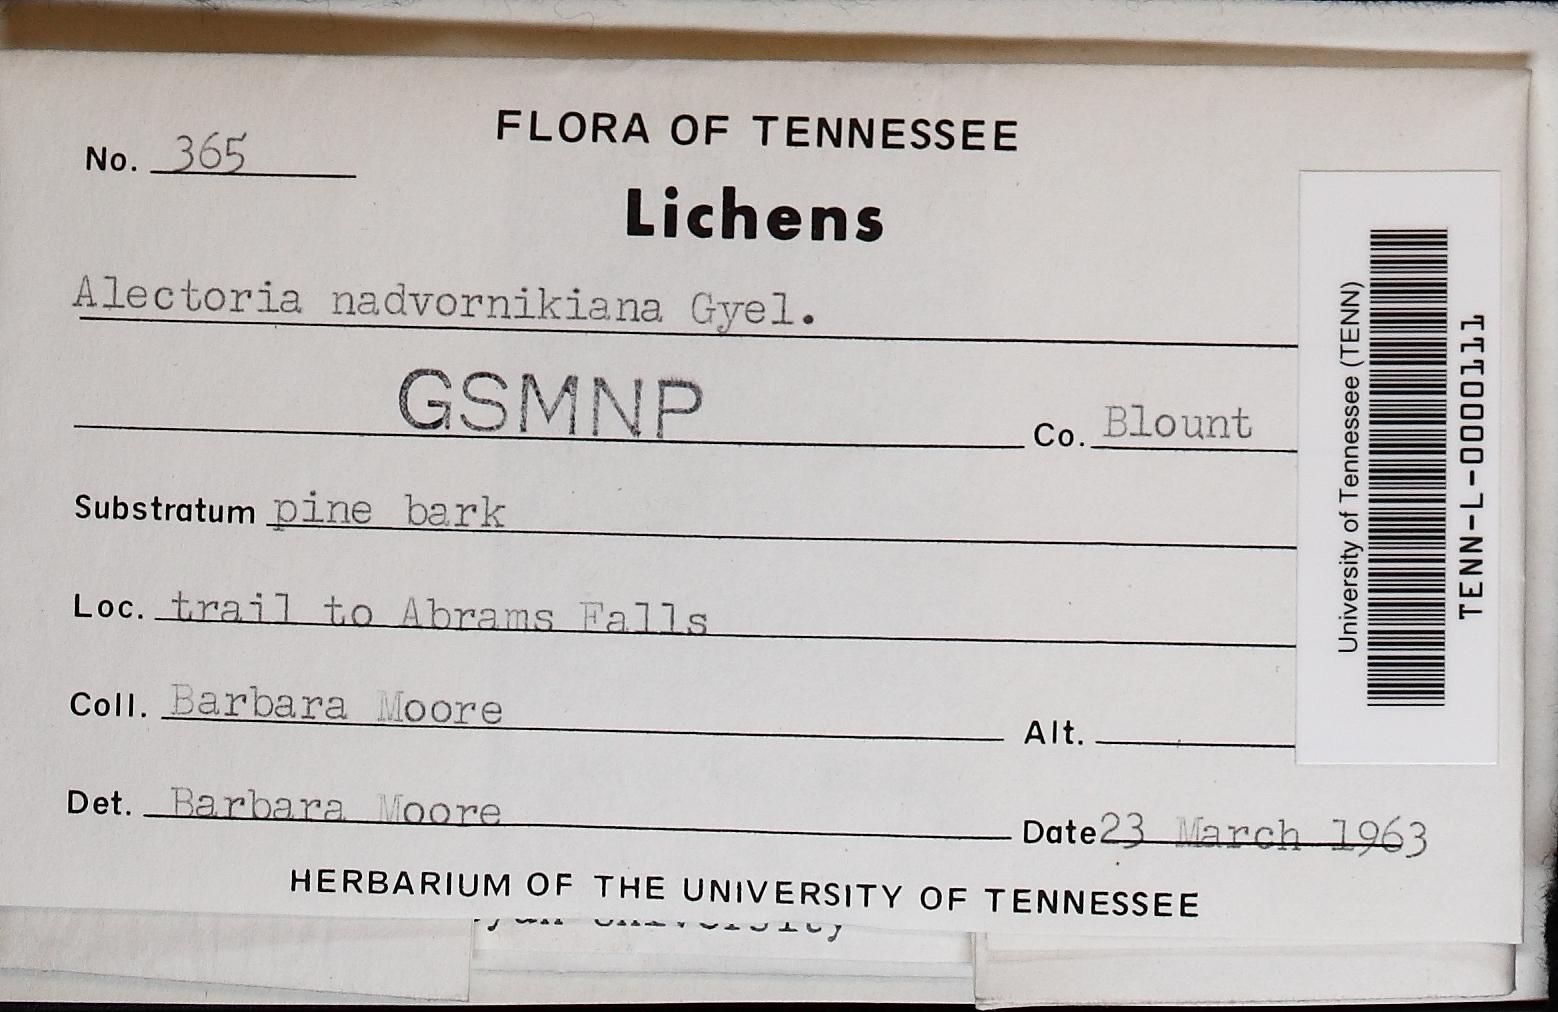 FLORA OF TENNESSEE
No. 365
Lichens
Alectoria nadvornikiana Gyel.
GSMNP Co. Blount
Substratum pine bark
Loc. trail to Abrams Falls
Coll. Barbara Moore Alt.
Det. Barbara Moore Date 23 March 1963
HERBARIUM OF THE UNIVERSITY OF TENNESSEE
University of Tennessee (TENN)
TENN-L-0000111